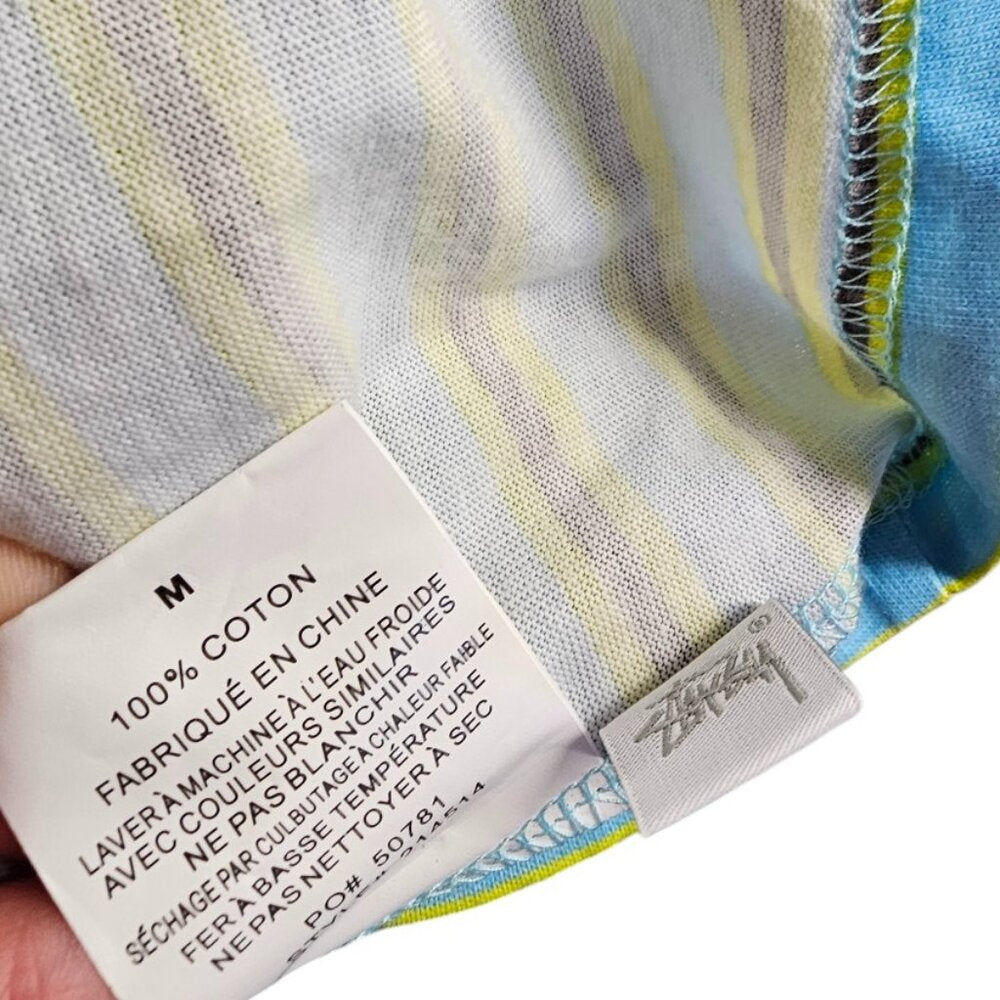 M
100% COTON
FABRIQUÉ EN CHINE
LAVER À MACHINE À L'EAU FROIDE
AVEC COULEURS SIMILAIRES
NE PAS BLANCHIR
SÉCHAGE PAR CULBUTAGE À CHALEUR FAIBLE
FER À BASSE TEMPÉRATURE
NE PAS NETTOYER À SEC
PO# 50781
Stüssy ®